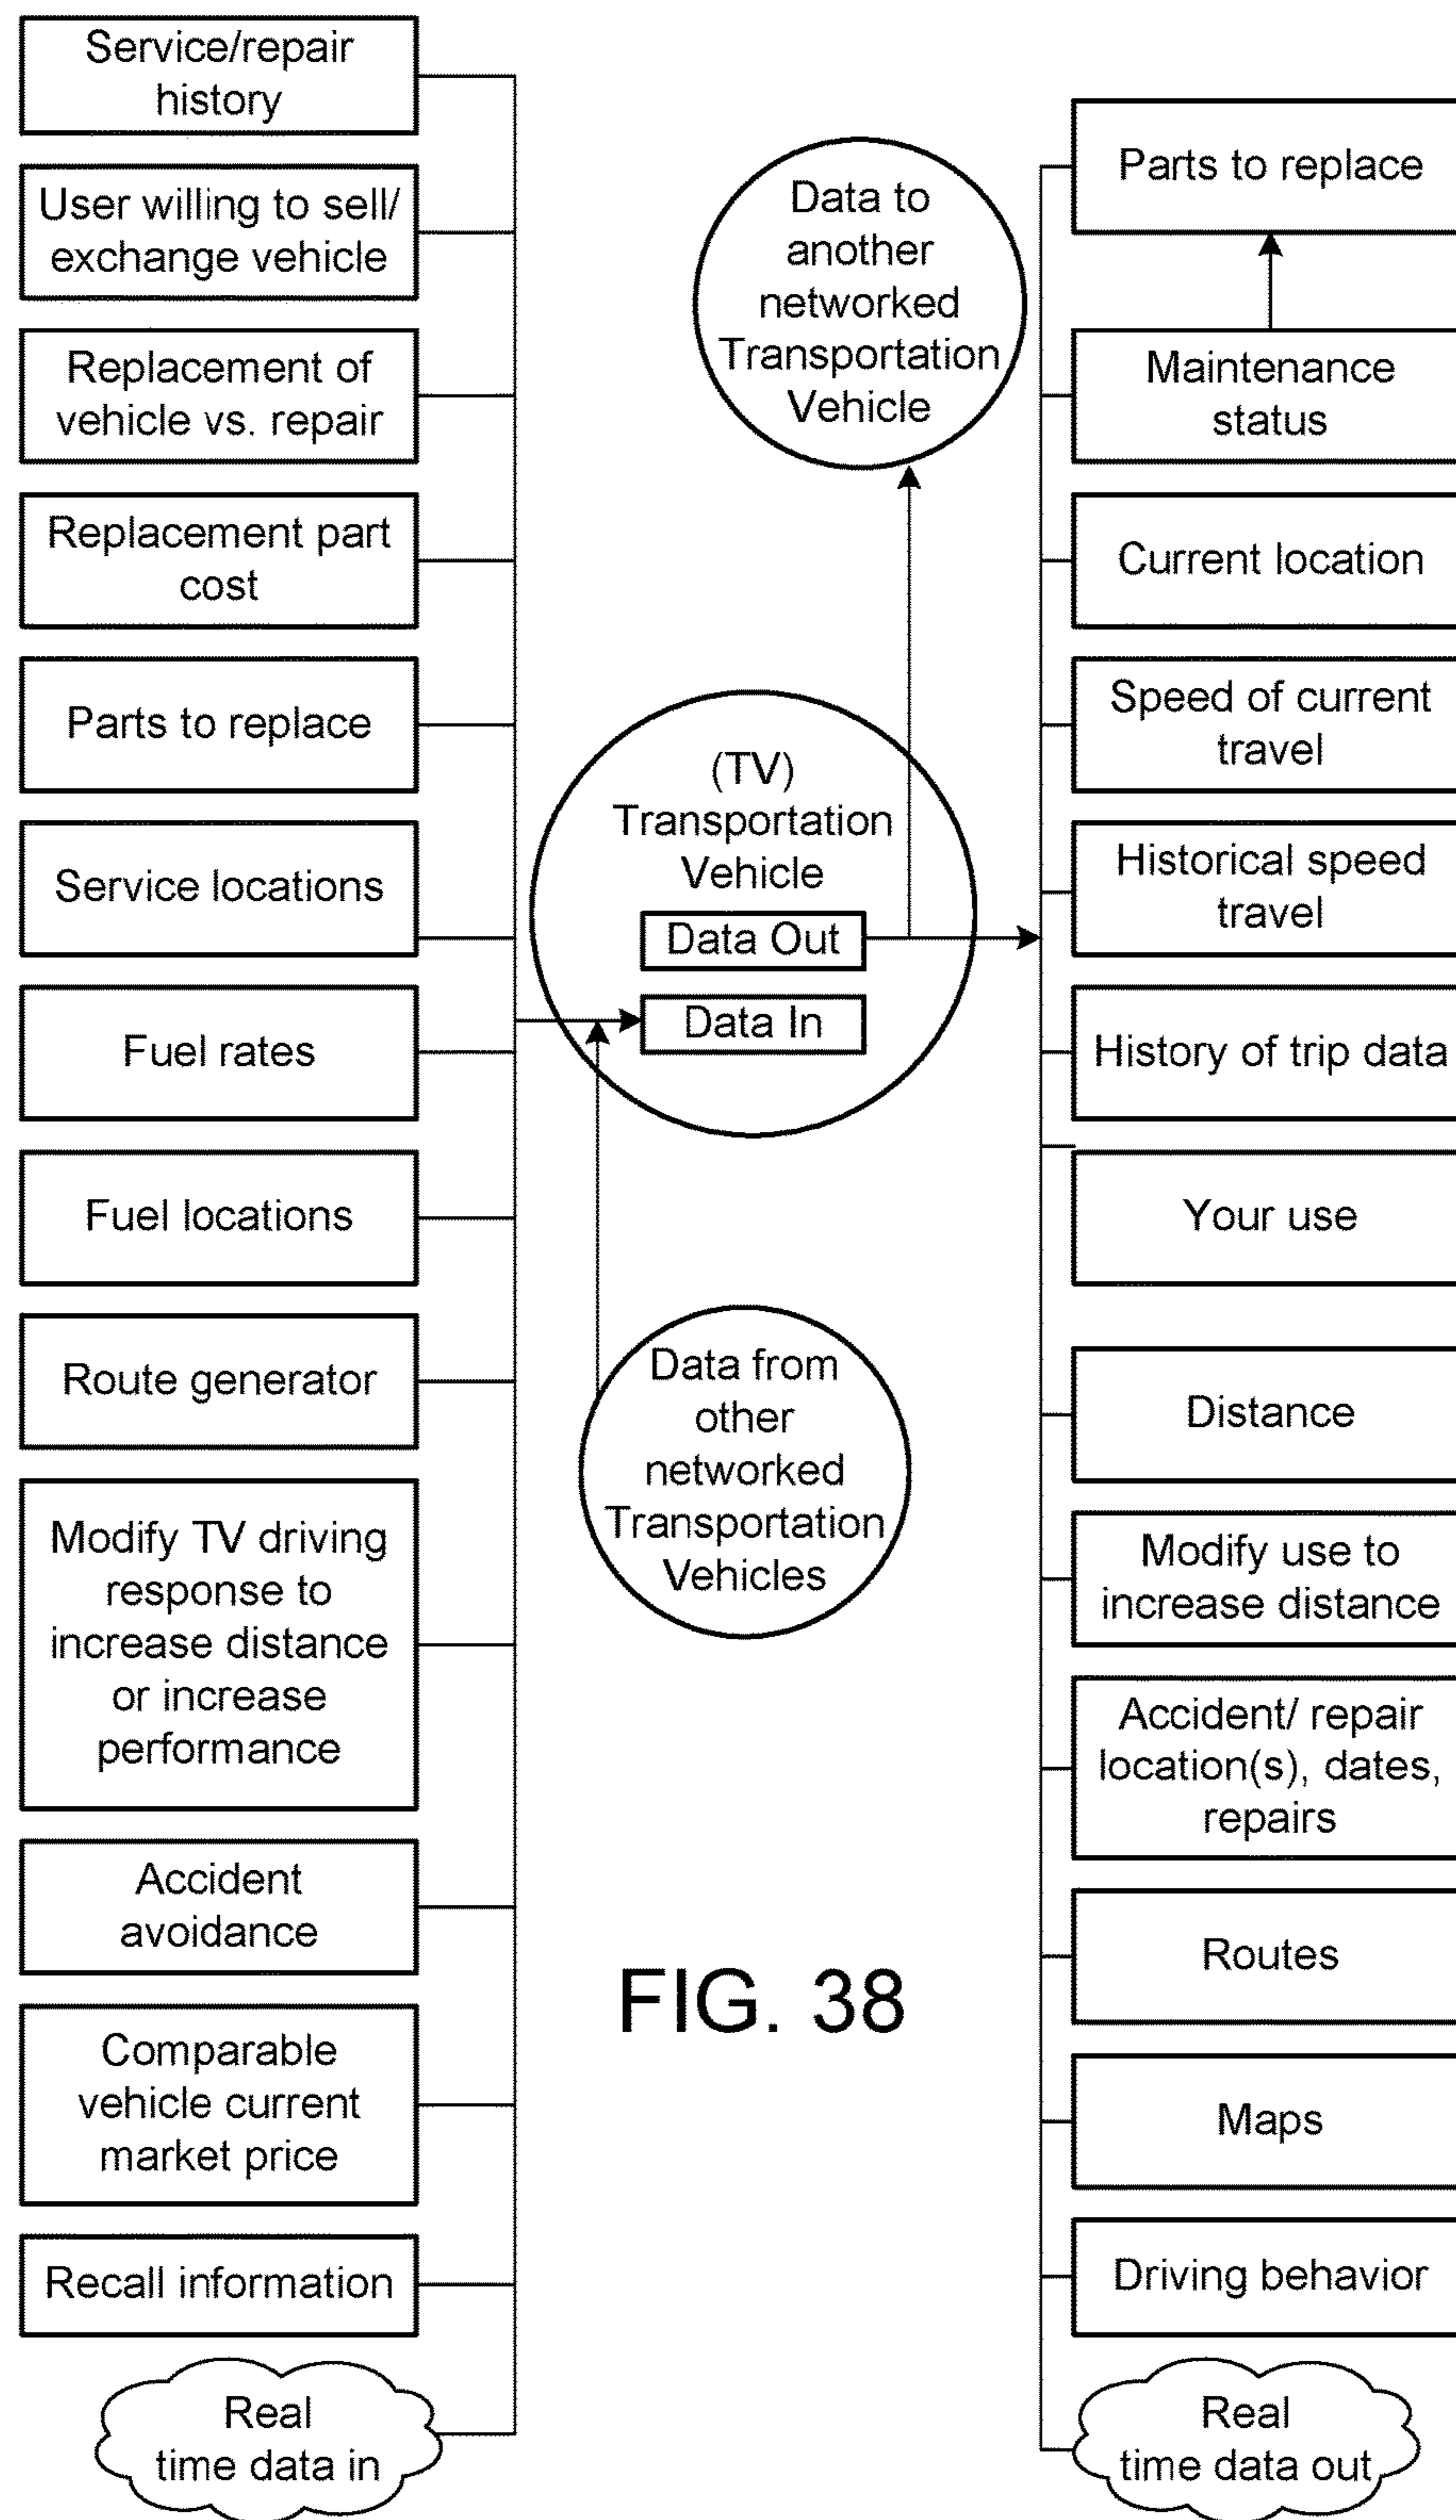 Service/repair
history
User willing to sell/
exchange vehicle
Replacement of
vehicle vs. repair
Replacement part
cost
Parts to replace
Service locations
Fuel rates
Fuel locations
Route generator
Modify TV driving
response to
increase distance
or increase
performance
Accident
avoidance
Comparable
vehicle current
market price
Recall information
Real
time data in
Data to
another
networked
Transportation
Vehicle
(TV)
Transportation
Vehicle
Data Out
Data In
Data from
other
networked
Transportation
Vehicles
FIG. 38
Parts to replace
Maintenance
status
Current location
Speed of current
travel
Historical speed
travel
History of trip data
Your use
Distance
Modify use to
increase distance
Accident/ repair
location(s), dates,
repairs
Routes
Maps
Driving behavior
Real
time data out